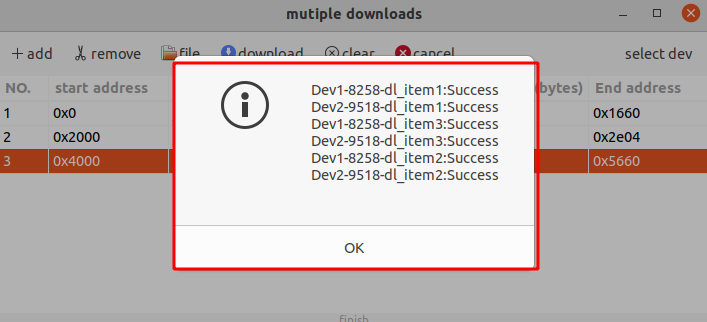 mutiple downloads
add remove file download clear cancel select dev
NO. start address (bytes) End address
1 0x0 0x1660
2 0x2000 0x2e04
3 0x4000 0x5660
Dev1-8258-dl_item1:Success
Dev2-9518-dl_item1:Success
Dev1-8258-dl_item3:Success
Dev2-9518-dl_item3:Success
Dev1-8258-dl_item2:Success
Dev2-9518-dl_item2:Success
OK
finish